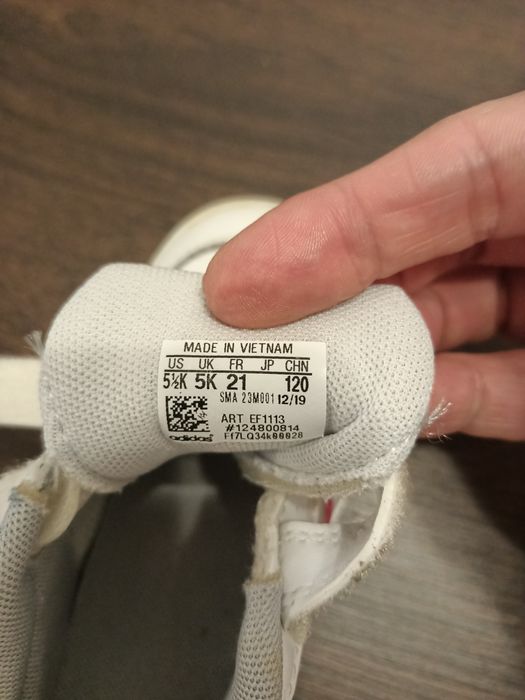 MADE IN VIETNAM
US UK FR JP CHN
5½K 5K 21 120
SMA 23M001 12/19
ART EF1113
#124800814
adidas Ff7LQ34k00028